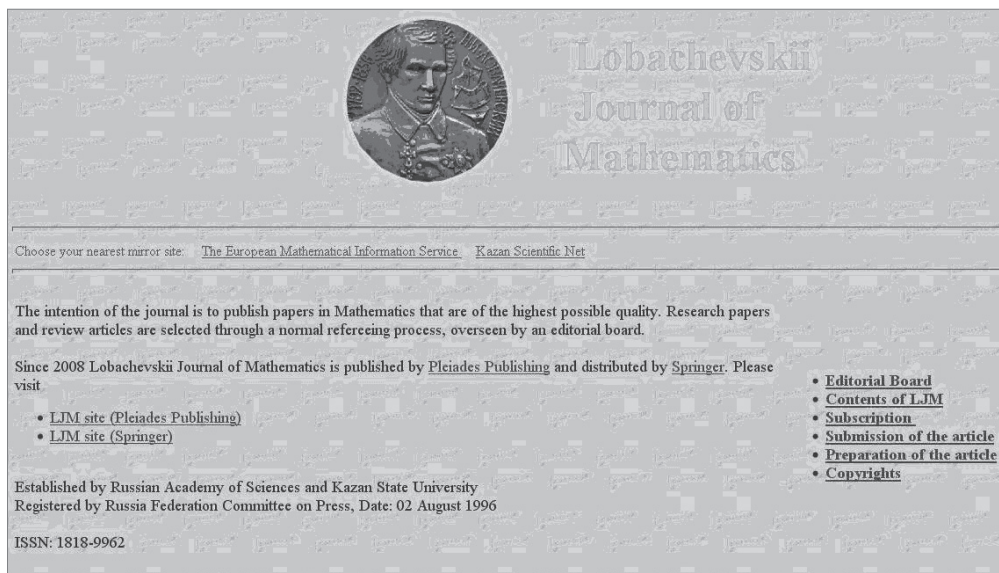 Lobachevskii
Journal of
Mathematics
Choose your nearest mirror site: The European Mathematical Information Service Kazan Scientific Net
The intention of the journal is to publish papers in Mathematics that are of the highest possible quality. Research papers
and review articles are selected through a normal refereeing process, overseen by an editorial board.
Since 2008 Lobachevskii Journal of Mathematics is published by Pleiades Publishing and distributed by Springer. Please
visit
• LJM site (Pleiades Publishing)
• LJM site (Springer)
Established by Russian Academy of Sciences and Kazan State University
Registered by Russia Federation Committee on Press, Date: 02 August 1996
ISSN: 1818-9962
• Editorial Board
• Contents of LJM
• Subscription
• Submission of the article
• Preparation of the article
• Copyrights